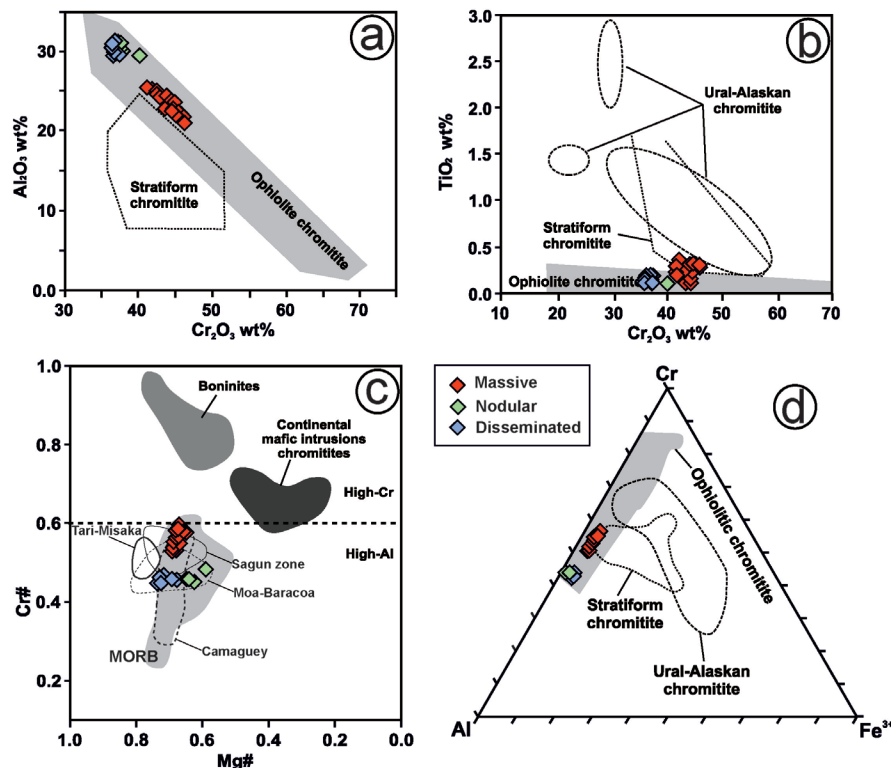 a
Al₂O₃ wt%
30
20
10
0.0
30
40
50
60
70
Cr₂O₃ wt%
Stratiform
chromitite
Ophiolite chromitite
b
TiO₂ wt%
3.0
2.5
2.0
1.5
1.0
0.5
0.0
10
20
30
40
50
60
70
Cr₂O₃ wt%
Ural-Alaskan
chromitite
Stratiform
chromitite
Ophiolite chromitite
c
Cr#
1.0
0.8
0.6
0.4
0.2
1.0
0.8
0.6
0.4
0.2
0.0
Mg#
Boninites
Continental
mafic intrusions
chromitites
High-Cr
High-Al
Tari-Misaka
Sagun zone
Moa-Baracoa
MORB
Camaguey
Massive
Nodular
Disseminated
d
Cr
Al
Fe³⁺
Ophiolitic chromitite
Stratiform
chromitite
Ural-Alaskan
chromitite